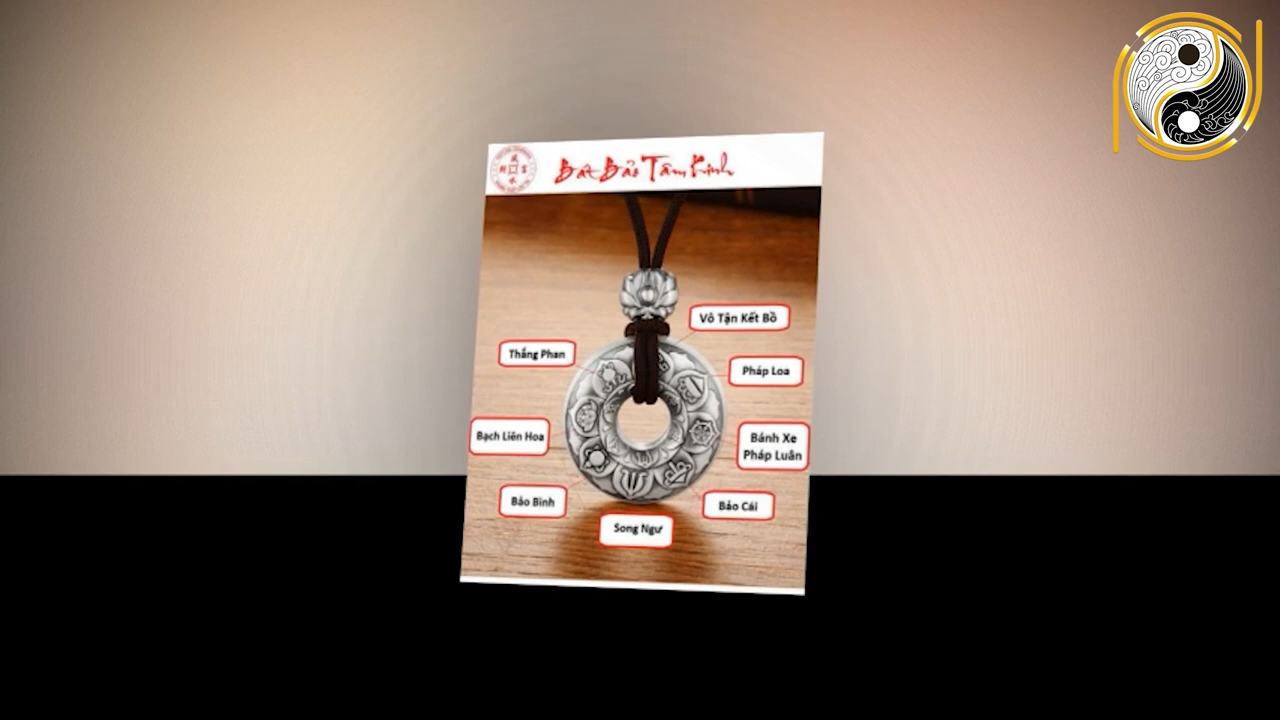 Bát Bảo Tâm Kinh
Vô Tận Kết Bồ
Thắng Phan
Pháp Loa
Bạch Liên Hoa
Bánh Xe
Pháp Luân
Bảo Bình
Bảo Cái
Song Ngư